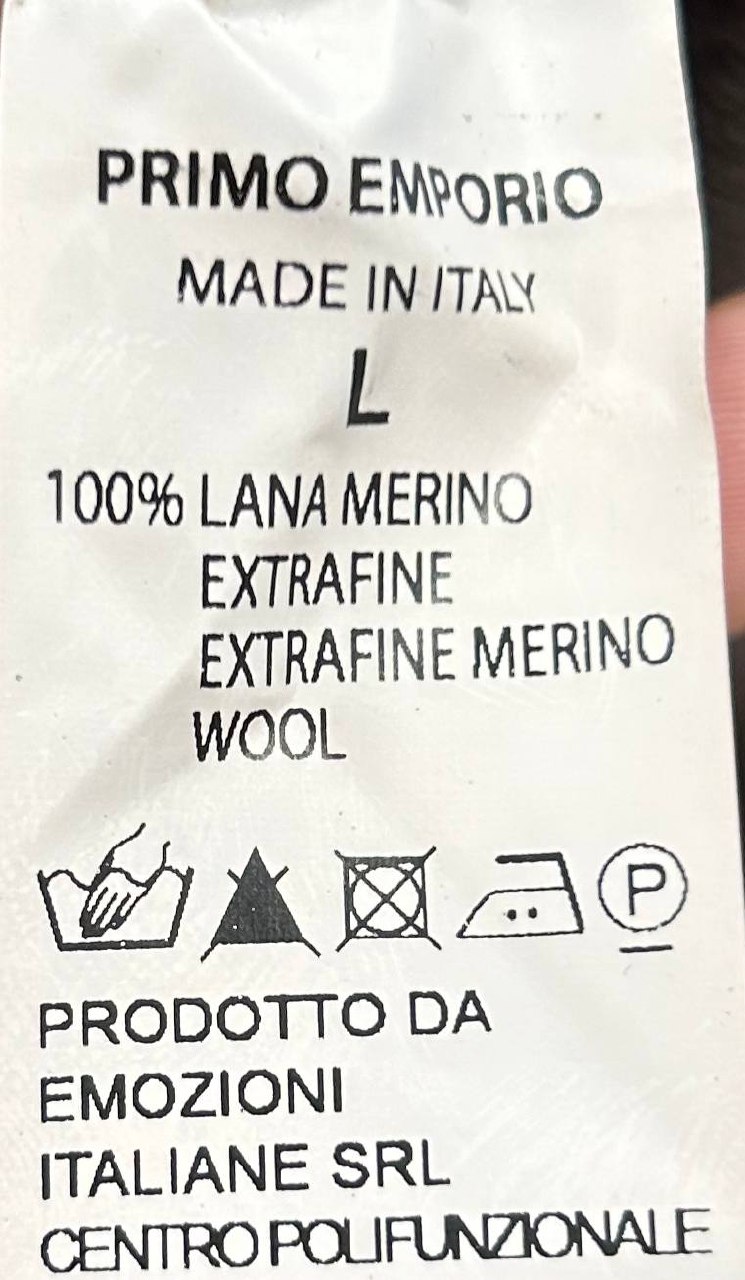 PRIMO EMPORIO
MADE IN ITALY
L
100% LANA MERINO
EXTRAFINE
EXTRAFINE MERINO
WOOL
P
PRODOTTO DA
EMOZIONI
ITALIANE SRL
CENTRO POLIFUNZIONALE